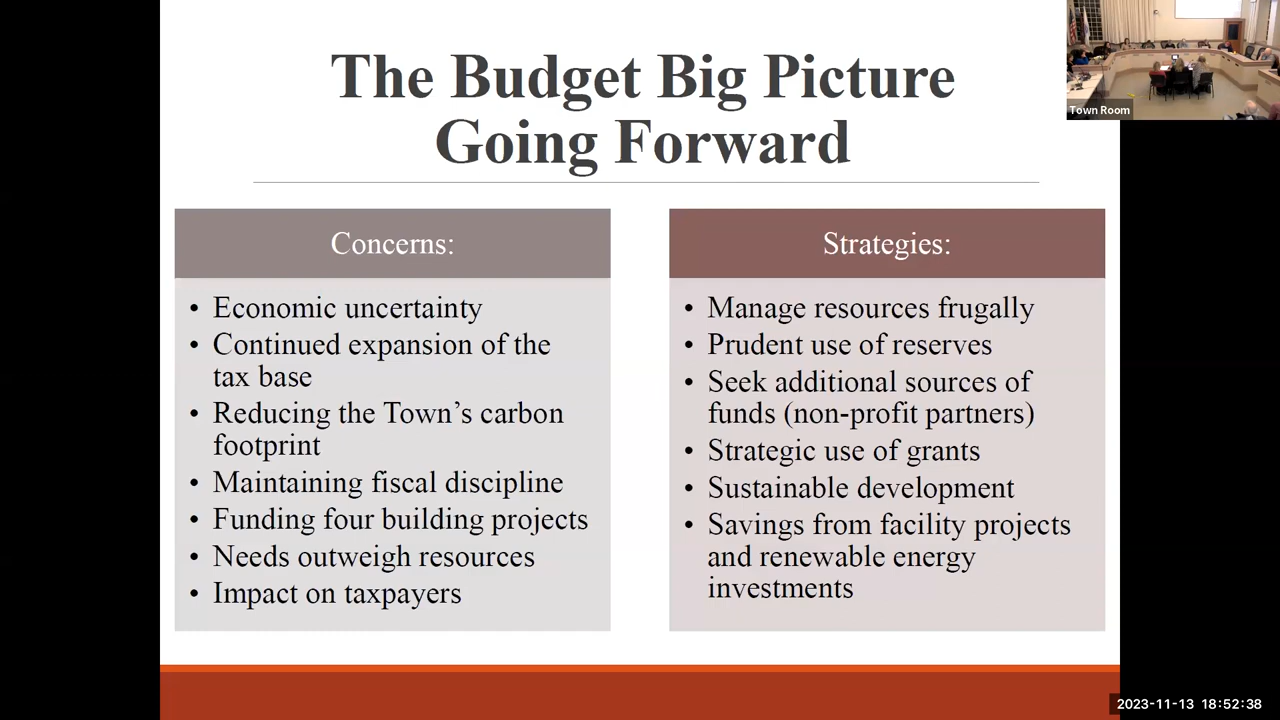 The Budget Big Picture
Going Forward
Town Room
Concerns:
• Economic uncertainty
• Continued expansion of the
tax base
• Reducing the Town’s carbon
footprint
• Maintaining fiscal discipline
• Funding four building projects
• Needs outweigh resources
• Impact on taxpayers
Strategies:
• Manage resources frugally
• Prudent use of reserves
• Seek additional sources of
funds (non-profit partners)
• Strategic use of grants
• Sustainable development
• Savings from facility projects
and renewable energy
investments
2023-11-13 18:52:38